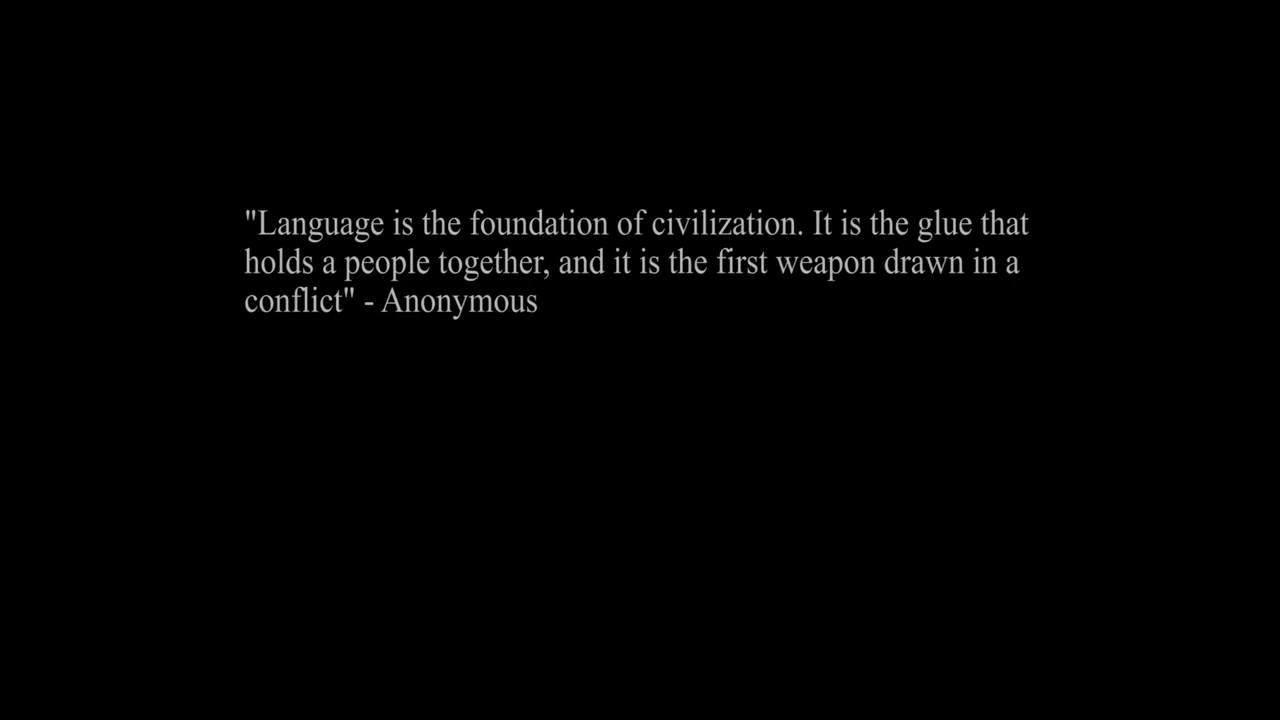 "Language is the foundation of civilization. It is the glue that
holds a people together, and it is the first weapon drawn in a
conflict" - Anonymous